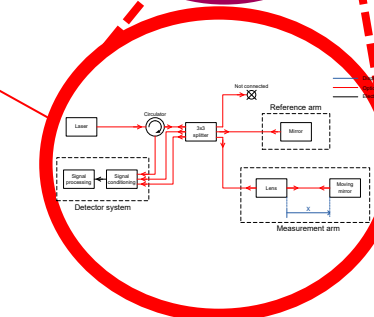 Not connected
Circulator
Reference arm
Laser
3x3
splitter
Mirror
Signal
processing
Signal
conditioning
Lens
Moving
mirror
X
Detector system
Measurement arm